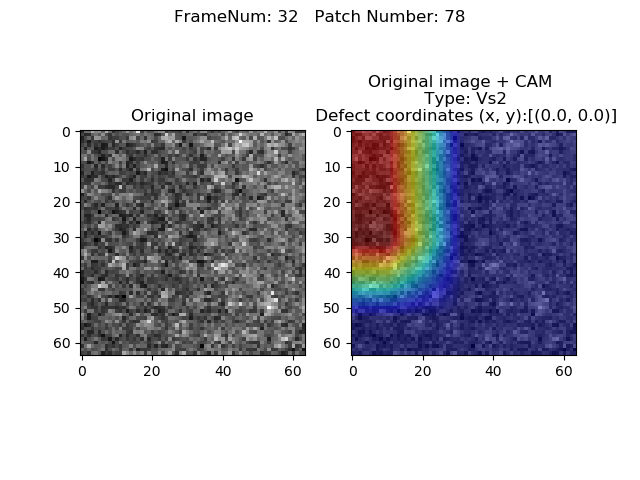 FrameNum: 32   Patch Number: 78
Original image
0
10
20
30
40
50
60
0 20 40 60
Original image + CAM
Type: Vs2
Defect coordinates (x, y):[(0.0, 0.0)]
0
10
20
30
40
50
60
0 20 40 60